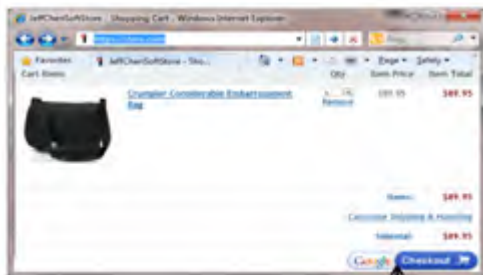 JeffChenSoftStore - Shopping Cart - Windows Internet Explorer
Favorites JeffChenSoftStore - Sho... Page Safety
Cart Items Qty Item Price Item Total
Crumpler Considerable Embarrassment $89.95 $89.95
Bag Remove
Items: $89.95
Calculate Shipping & Handling
Subtotal: $89.95
Google Checkout